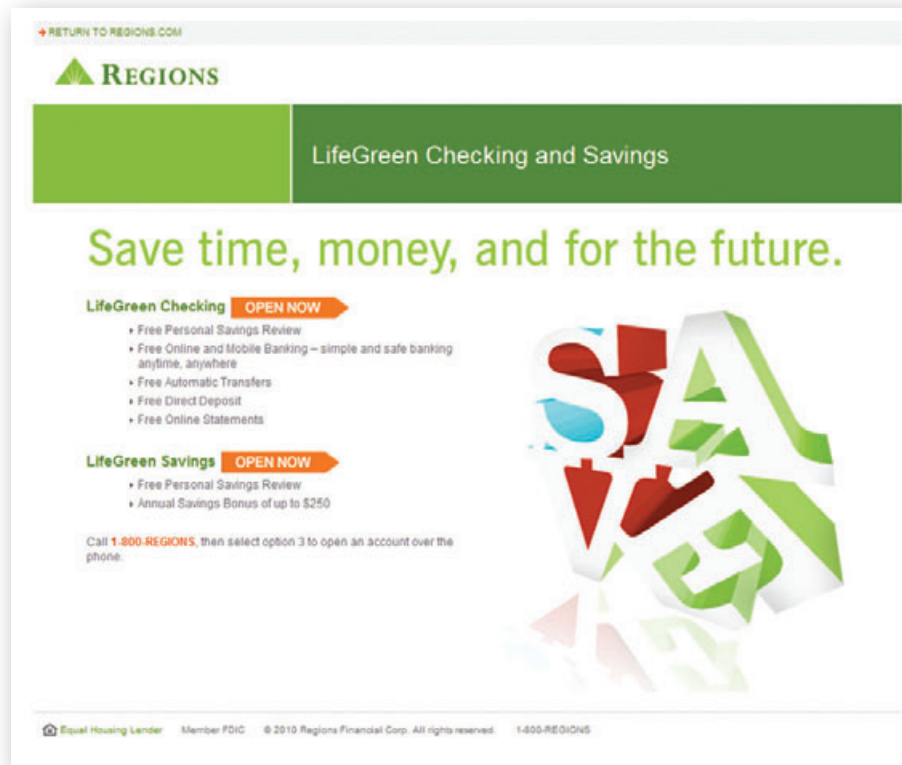 RETURN TO REGIONS.COM
REGIONS
LifeGreen Checking and Savings
Save time, money, and for the future.
LifeGreen Checking OPEN NOW
Free Personal Savings Review
Free Online and Mobile Banking – simple and safe banking
anytime, anywhere
Free Automatic Transfers
Free Direct Deposit
Free Online Statements
LifeGreen Savings OPEN NOW
Free Personal Savings Review
Annual Savings Bonus of up to $250
Call 1-800-REGIONS, then select option 3 to open an account over the
phone.
SAVE
Equal Housing Lender Member FDIC © 2010 Regions Financial Corp. All rights reserved. 1-800-REGIONS